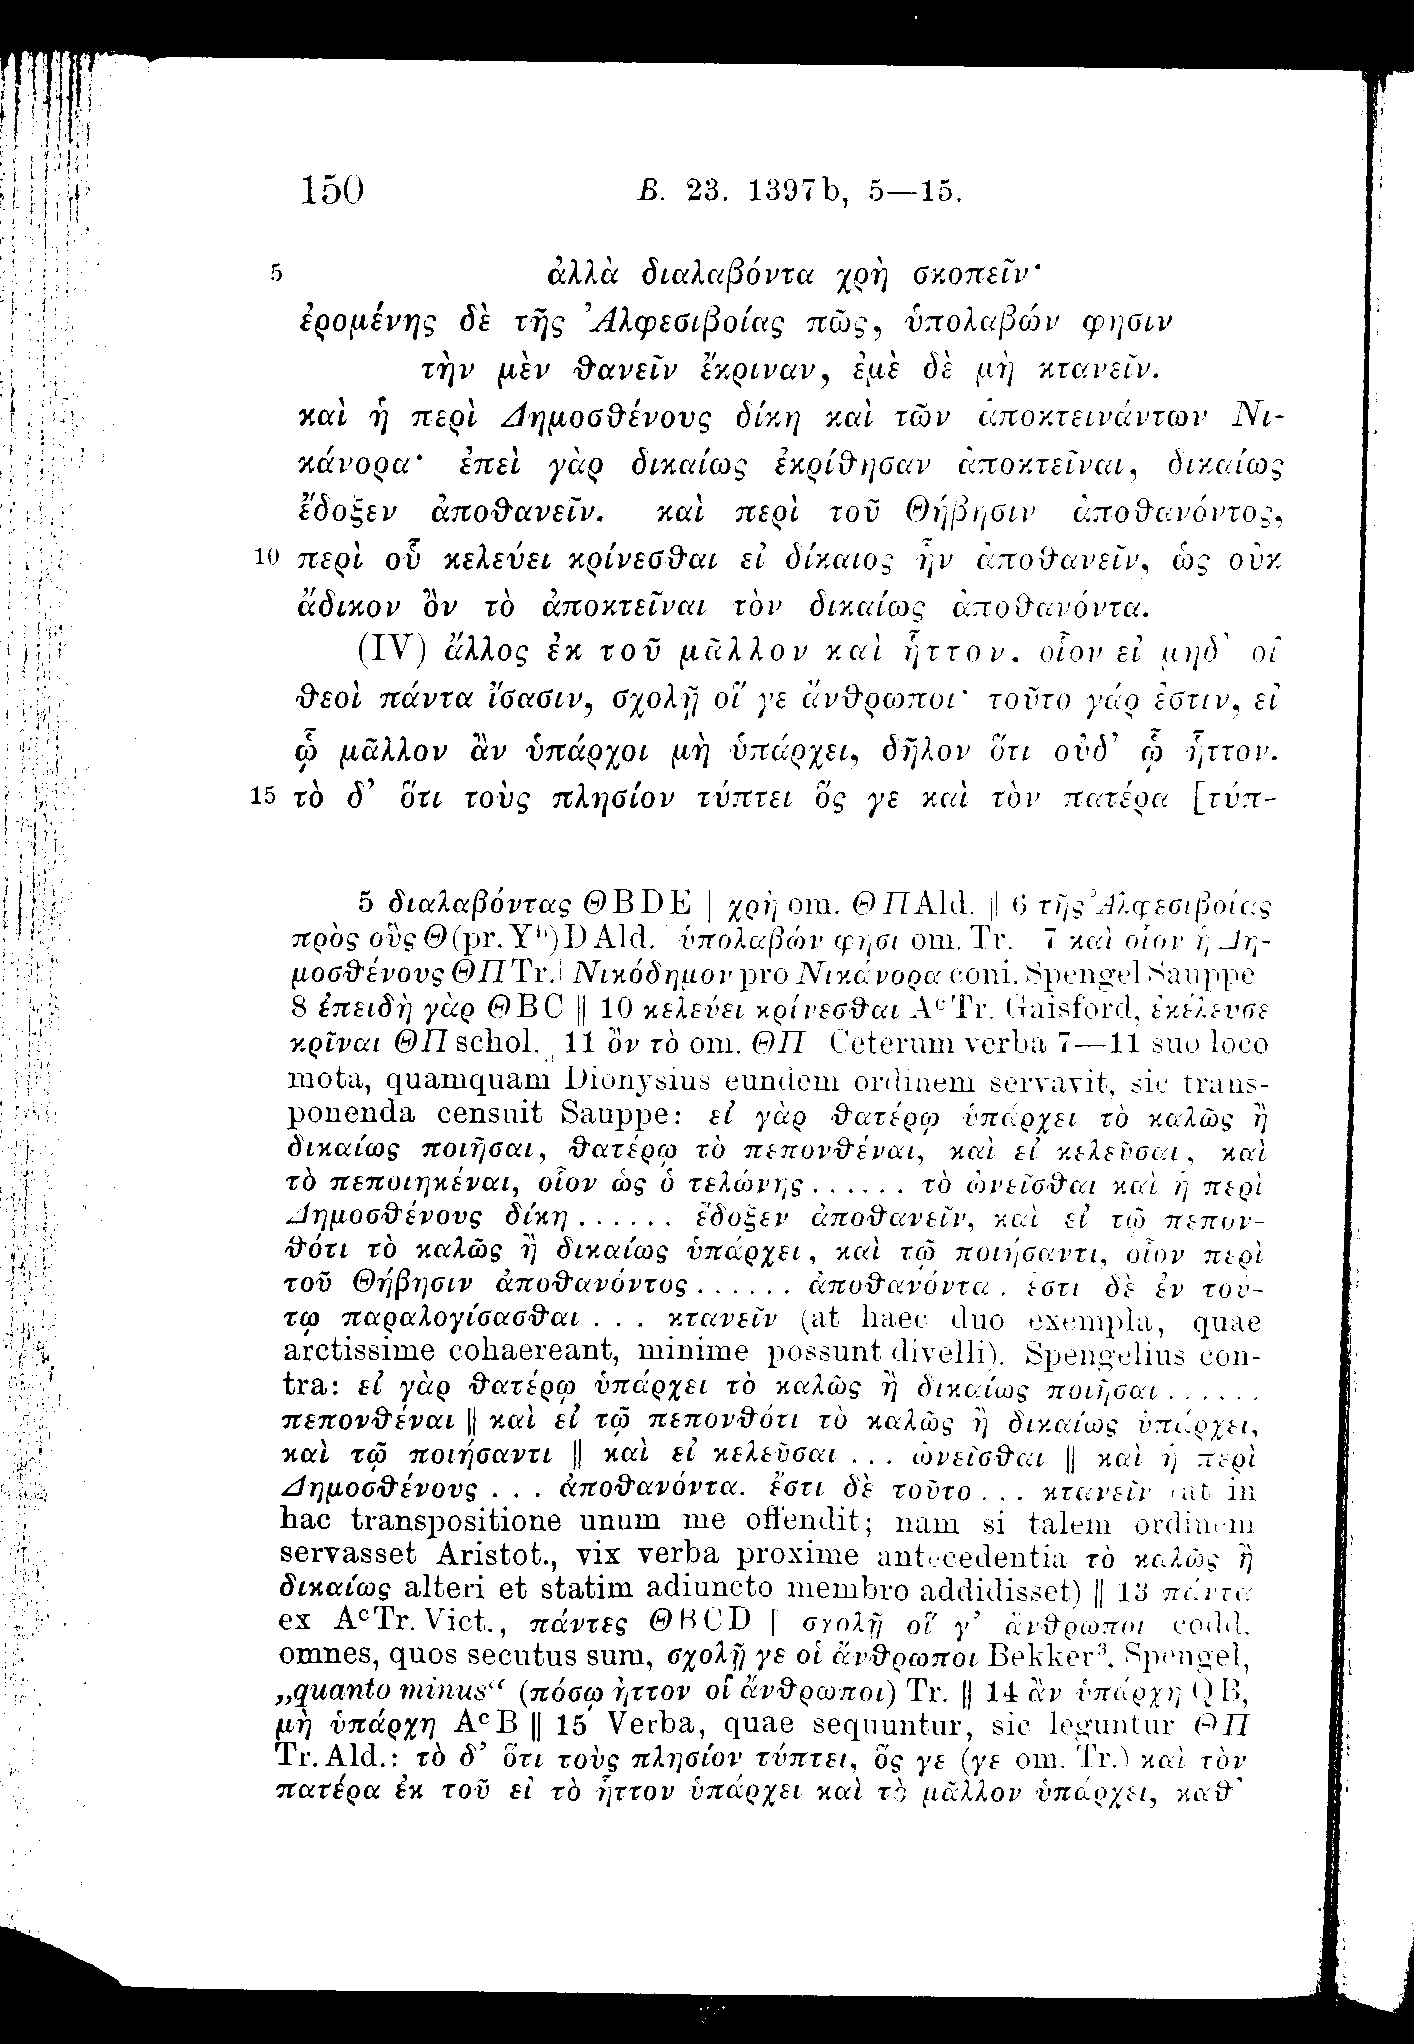 150 B. 23. 1397b, 5—15.
5 ἀλλὰ διαλαβόντα χρὴ σκοπεῖν·
ἐρομένης δὲ τῆς Ἀλφεσιβοίας πῶς, ὑπολαβών φησιν
τὴν μὲν θανεῖν ἔκριναν, ἐμὲ δὲ μὴ κτανεῖν.
καὶ ἡ περὶ Δημοσθένους δίκη καὶ τῶν ἀποκτεινάντων Νι-
κάνορα· ἐπεὶ γὰρ δικαίως ἐκρίθησαν ἀποκτεῖναι, δικαίως
ἔδοξεν ἀποθανεῖν. καὶ περὶ τοῦ Θήβησιν ἀποθανόντος,
10 περὶ οὗ κελεύει κρίνεσθαι εἰ δίκαιος ἦν ἀποθανεῖν, ὡς οὐκ
ἄδικον ὂν τὸ ἀποκτεῖναι τὸν δικαίως ἀποθανόντα.
(IV) ἄλλος ἐκ τοῦ μᾶλλον καὶ ἧττον. οἷον εἰ μηδ' οἱ
θεοὶ πάντα ἴσασιν, σχολῇ οἵ γε ἄνθρωποι· τοῦτο γάρ ἐστιν, εἰ
ᾧ μᾶλλον ἂν ὑπάρχοι μὴ ὑπάρχει, δῆλον ὅτι οὐδ' ᾧ ἧττον.
15 τὸ δ' ὅτι τοὺς πλησίον τύπτει ὅς γε καὶ τὸν πατέρα [τύπ-
5 διαλαβόντας ΘBDE | χρὴ om. ΘΠAld. || 6 τῆς Ἀλφεσιβοίας
πρὸς οὓς Θ(pr. Yᵇ)D Ald. ὑπολαβών φησι om. Tr. 7 καὶ οἷον ἡ Δη-
μοσθένους ΘΠTr. | Νικόδημον pro Νικάνορα coni. Spengel Sauppe
8 ἐπειδὴ γὰρ ΘBC || 10 κελεύει κρίνεσθαι AᶜTr. Gaisford, ἐκέλευσε
κρῖναι ΘΠ schol. 11 ὂν τὸ om. ΘΠ Ceterum verba 7—11 suo loco
mota, quamquam Dionysius eundem ordinem servavit, sic trans-
ponenda censuit Sauppe: εἰ γὰρ θατέρῳ ὑπάρχει τὸ καλῶς ἢ
δικαίως ποιῆσαι, θατέρῳ τὸ πεπονθέναι, καὶ εἰ κελεῦσαι, καὶ
τὸ πεποιηκέναι, οἷον ὡς ὁ τελώνης ...... τὸ ὠνεῖσθαι καὶ ἡ περὶ
Δημοσθένους δίκη ...... ἔδοξεν ἀποθανεῖν, καὶ εἰ τῷ πεπον-
θότι τὸ καλῶς ἢ δικαίως ὑπάρχει, καὶ τῷ ποιήσαντι, οἷον περὶ
τοῦ Θήβησιν ἀποθανόντος ...... ἀποθανόντα. ἔστι δὲ ἐν τού-
τῳ παραλογίσασθαι ... κτανεῖν (at haec duo exempla, quae
arctissime cohaereant, minime possunt divelli). Spengelius con-
tra: εἰ γὰρ θατέρῳ ὑπάρχει τὸ καλῶς ἢ δικαίως ποιῆσαι ......
πεπονθέναι || καὶ εἰ τῷ πεπονθότι τὸ καλῶς ἢ δικαίως ὑπάρχει,
καὶ τῷ ποιήσαντι || καὶ εἰ κελεῦσαι ... ὠνεῖσθαι || καὶ ἡ περὶ
Δημοσθένους ... ἀποθανόντα. ἔστι δὲ τοῦτο ... κτανεῖν (at in
hac transpositione unum me offendit; nam si talem ordinem
servasset Aristot., vix verba proxime antecedentia τὸ καλῶς ἢ
δικαίως alteri et statim adiuncto membro addidisset) || 13 πάντα
ex AᶜTr. Vict., πάντες ΘBCD | σχολῇ οἵ γ' ἄνθρωποι codd.
omnes, quos secutus sum, σχολῇ γε οἱ ἄνθρωποι Bekker³. Spengel,
„quanto minus“ (πόσῳ ἧττον οἱ ἄνθρωποι) Tr. || 14 ἂν ὑπάρχῃ QB,
μὴ ὑπάρχῃ AᶜB || 15 Verba, quae sequuntur, sic leguntur ΘΠ
Tr. Ald.: τὸ δ' ὅτι τοὺς πλησίον τύπτει, ὅς γε (γε om. Tr.) καὶ τὸν
πατέρα ἐκ τοῦ εἰ τὸ ἧττον ὑπάρχει καὶ τὸ μᾶλλον ὑπάρχει, καθ'